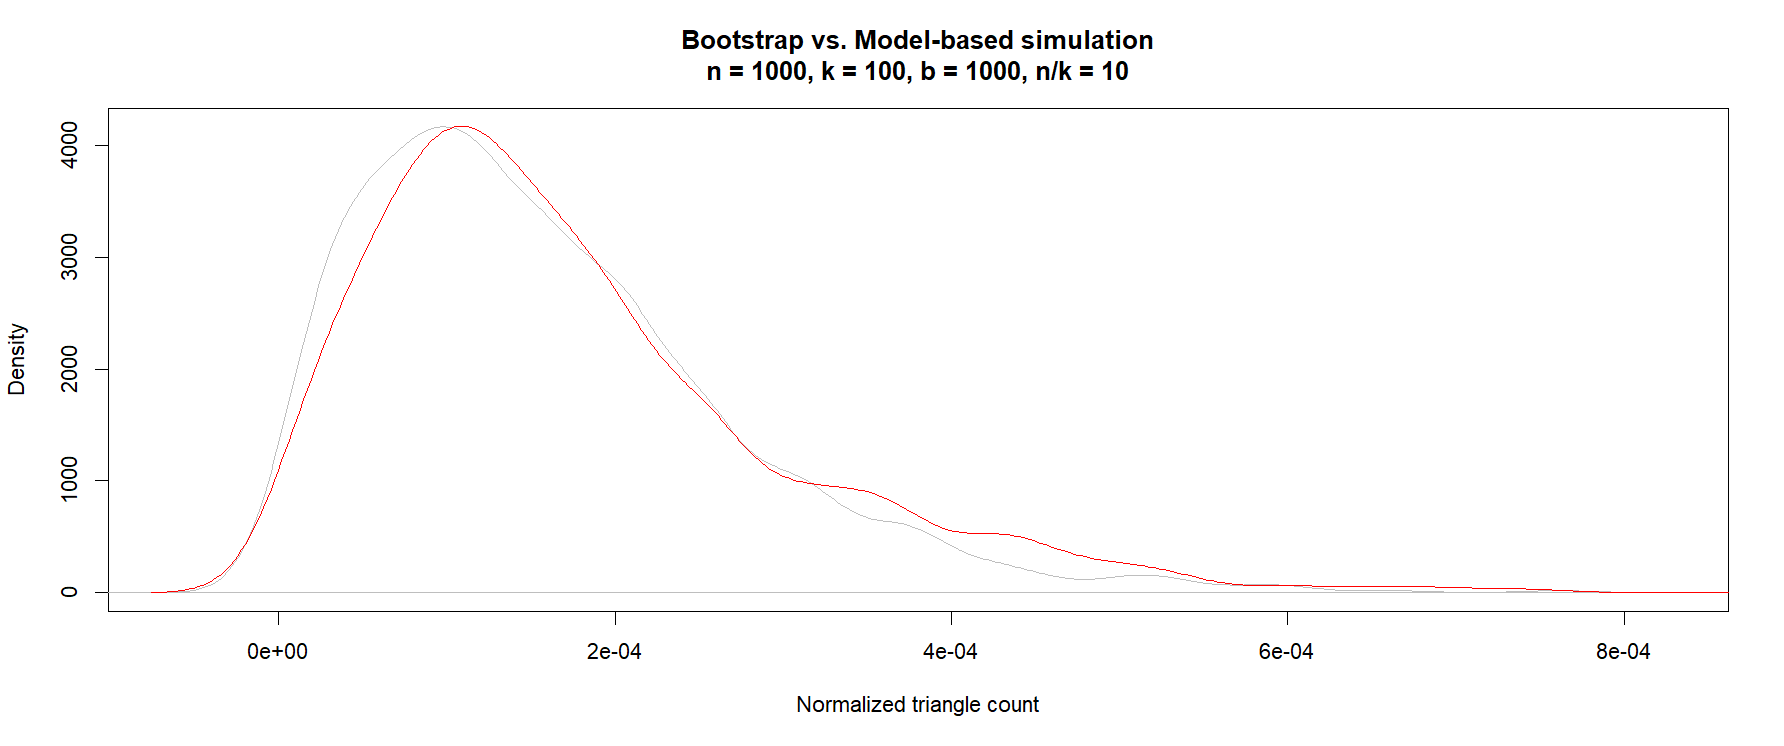 Bootstrap vs. Model-based simulation
n = 1000, k = 100, b = 1000, n/k = 10
Density
4000
3000
2000
1000
0
0e+00 2e-04 4e-04 6e-04 8e-04
Normalized triangle count